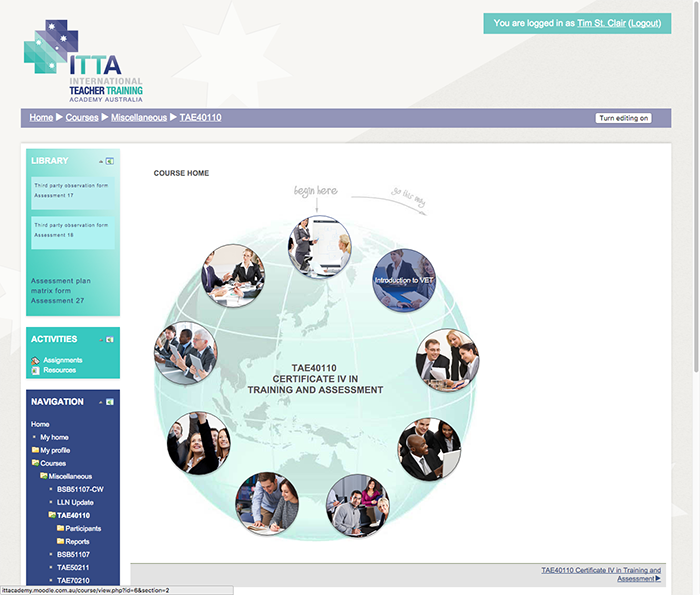 You are logged in as Tim St. Clair (Logout)
ITTA
INTERNATIONAL
TEACHER TRAINING
ACADEMY AUSTRALIA
Home ▶ Courses ▶ Miscellaneous ▶ TAE40110
Turn editing on
LIBRARY
Third party observation form
Assessment 17
Third party observation form
Assessment 18
Assessment plan
matrix form
Assessment 27
ACTIVITIES
Assignments
Resources
NAVIGATION
Home
My home
My profile
Courses
Miscellaneous
BSB51107-CW
LLN Update
TAE40110
Participants
Reports
BSB51107
TAE50211
TAE70210
COURSE HOME
begin here
go this way
Introduction to VET
TAE40110
CERTIFICATE IV IN
TRAINING AND ASSESSMENT
TAE40110 Certificate IV in Training and
Assessment ▶
ittacademy.moodle.com.au/course/view.php?id=6&section=2